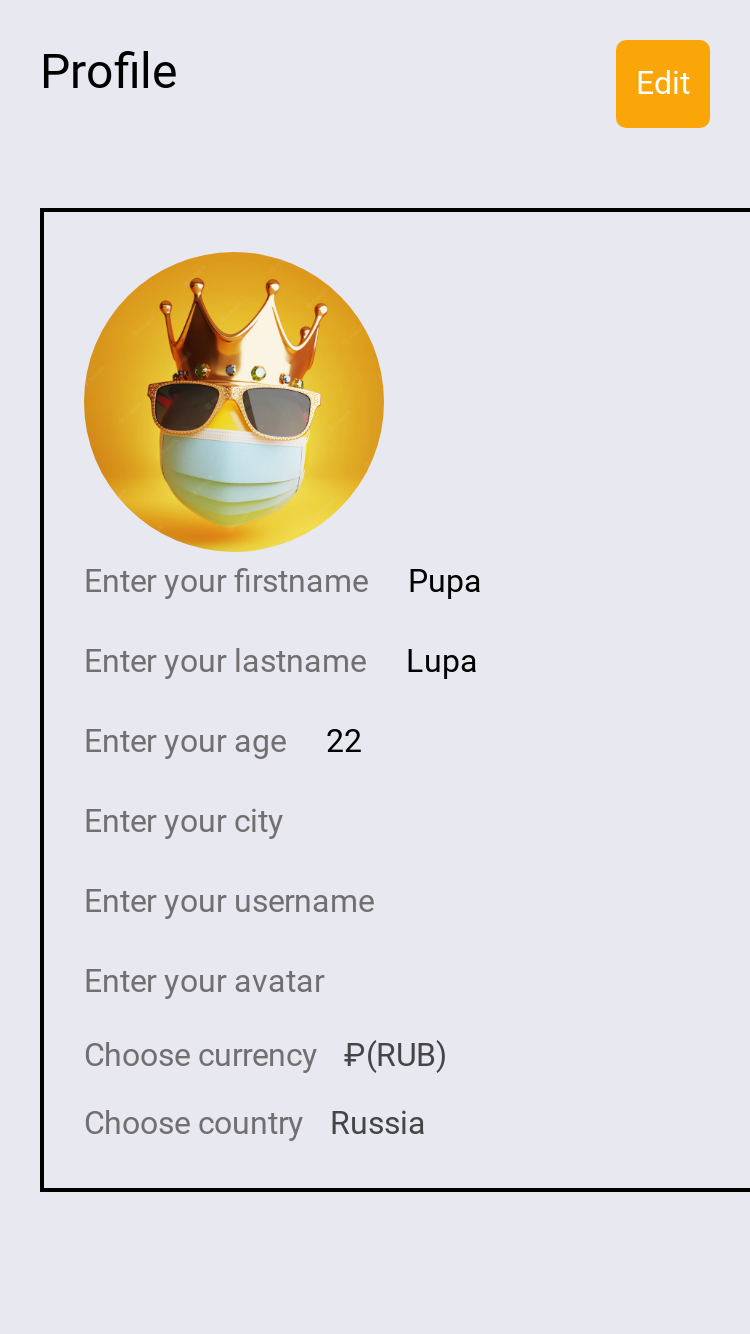 Profile
Edit
Enter your firstname Pupa
Enter your lastname Lupa
Enter your age 22
Enter your city
Enter your username
Enter your avatar
Choose currency ₽(RUB)
Choose country Russia